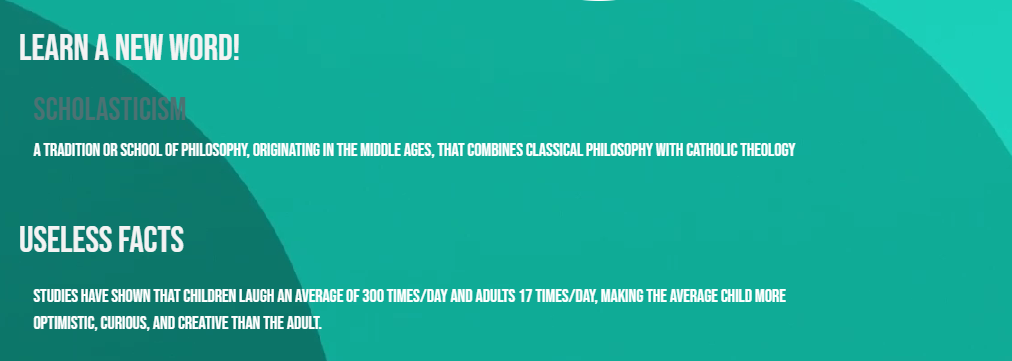 LEARN A NEW WORD!
SCHOLASTICISM
A TRADITION OR SCHOOL OF PHILOSOPHY, ORIGINATING IN THE MIDDLE AGES, THAT COMBINES CLASSICAL PHILOSOPHY WITH CATHOLIC THEOLOGY
USELESS FACTS
STUDIES HAVE SHOWN THAT CHILDREN LAUGH AN AVERAGE OF 300 TIMES/DAY AND ADULTS 17 TIMES/DAY, MAKING THE AVERAGE CHILD MORE
OPTIMISTIC, CURIOUS, AND CREATIVE THAN THE ADULT.